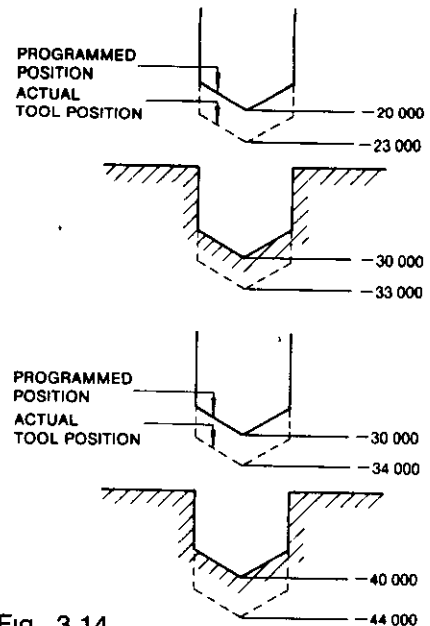 PROGRAMMED
POSITION
ACTUAL
TOOL POSITION
−20 000
−23 000
−30 000
−33 000
PROGRAMMED
POSITION
ACTUAL
TOOL POSITION
−30 000
−34 000
−40 000
−44 000
Fig. 3.14